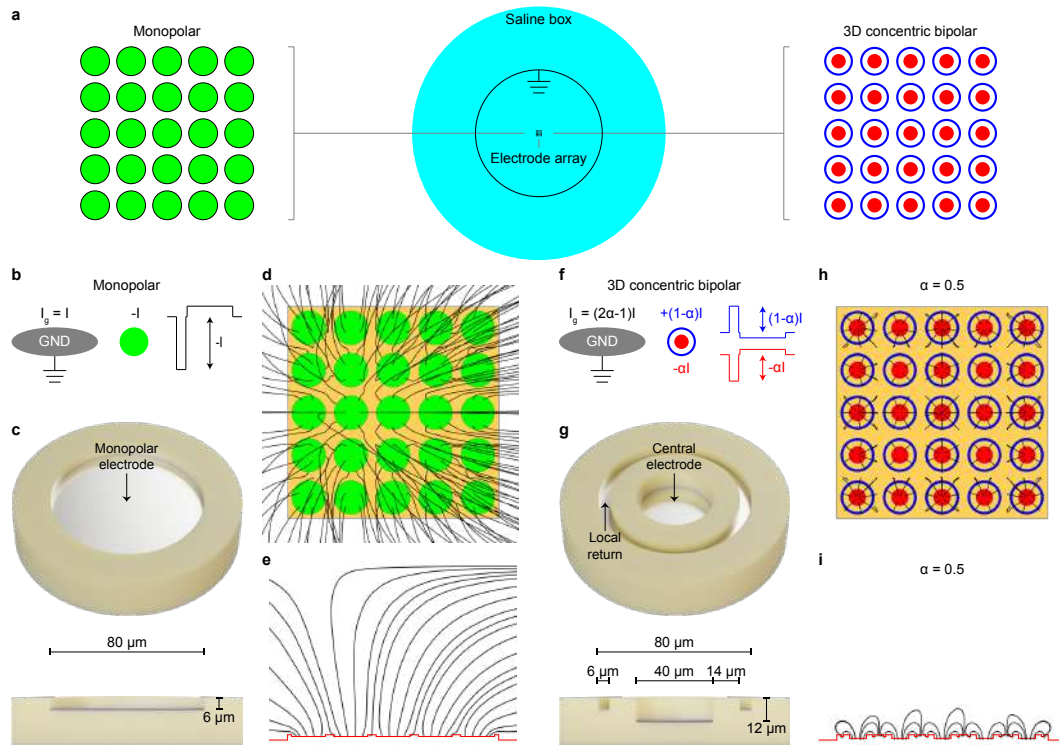 a
Monopolar
Saline box
Electrode array
3D concentric bipolar
b
Monopolar
I_g = I
-I
GND
-I
c
Monopolar
electrode
80 µm
6 µm
d
e
f
3D concentric bipolar
I_g = (2α-1)I
+(1-α)I
(1-α)I
GND
-αI
-αI
g
Central
electrode
Local
return
80 µm
6 µm
40 µm
14 µm
12 µm
h
α = 0.5
i
α = 0.5